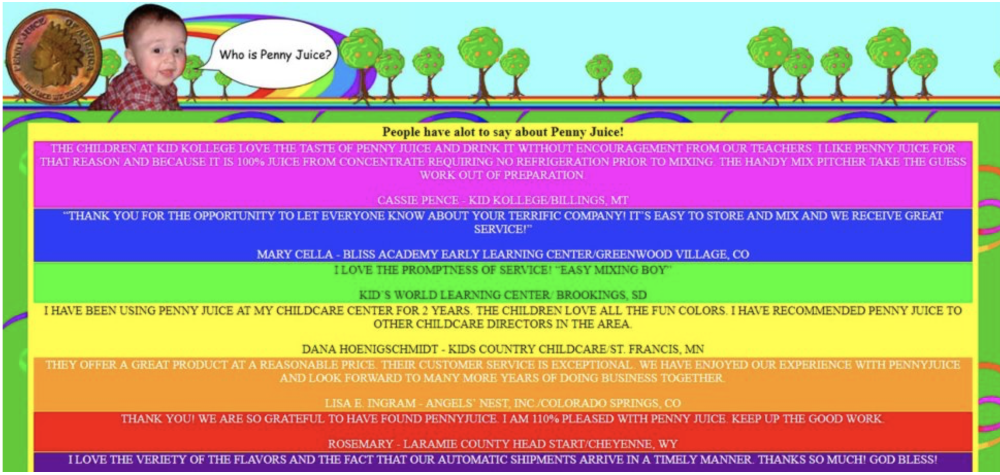 PENNY JUICE OF AMERICA
IN JUICE WE TRUST
Who is Penny Juice?
People have alot to say about Penny Juice!
THE CHILDREN AT KID KOLLEGE LOVE THE TASTE OF PENNY JUICE AND DRINK IT WITHOUT ENCOURAGEMENT FROM OUR TEACHERS. I LIKE PENNY JUICE FOR
THAT REASON AND BECAUSE IT IS 100% JUICE FROM CONCENTRATE REQUIRING NO REFRIGERATION PRIOR TO MIXING. THE HANDY MIX PITCHER TAKE THE GUESS
WORK OUT OF PREPARATION.
CASSIE PENCE - KID KOLLEGE/BILLINGS, MT
“THANK YOU FOR THE OPPORTUNITY TO LET EVERYONE KNOW ABOUT YOUR TERRIFIC COMPANY! IT’S EASY TO STORE AND MIX AND WE RECEIVE GREAT
SERVICE!”
MARY CELLA - BLISS ACADEMY EARLY LEARNING CENTER/GREENWOOD VILLAGE, CO
I LOVE THE PROMPTNESS OF SERVICE! “EASY MIXING BOY”
KID`S WORLD LEARNING CENTER/ BROOKINGS, SD
I HAVE BEEN USING PENNY JUICE AT MY CHILDCARE CENTER FOR 2 YEARS. THE CHILDREN LOVE ALL THE FUN COLORS. I HAVE RECOMMENDED PENNY JUICE TO
OTHER CHILDCARE DIRECTORS IN THE AREA.
DANA HOENIGSCHMIDT - KIDS COUNTRY CHILDCARE/ST. FRANCIS, MN
THEY OFFER A GREAT PRODUCT AT A REASONABLE PRICE. THEIR CUSTOMER SERVICE IS EXCEPTIONAL. WE HAVE ENJOYED OUR EXPERIENCE WITH PENNYJUICE
AND LOOK FORWARD TO MANY MORE YEARS OF DOING BUSINESS TOGETHER.
LISA E. INGRAM - ANGELS’ NEST, INC./COLORADO SPRINGS, CO
THANK YOU! WE ARE SO GRATEFUL TO HAVE FOUND PENNYJUICE. I AM 110% PLEASED WITH PENNY JUICE. KEEP UP THE GOOD WORK.
ROSEMARY - LARAMIE COUNTY HEAD START/CHEYENNE, WY
I LOVE THE VERIETY OF THE FLAVORS AND THE FACT THAT OUR AUTOMATIC SHIPMENTS ARRIVE IN A TIMELY MANNER. THANKS SO MUCH! GOD BLESS!